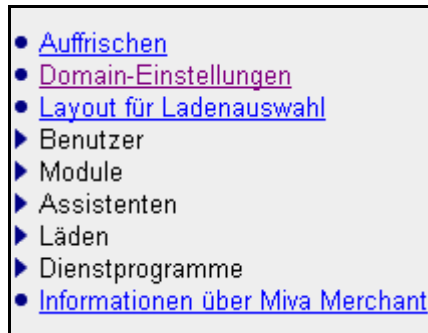 Auffrischen
Domain-Einstellungen
Layout für Ladenauswahl
Benutzer
Module
Assistenten
Läden
Dienstprogramme
Informationen über Miva Merchant